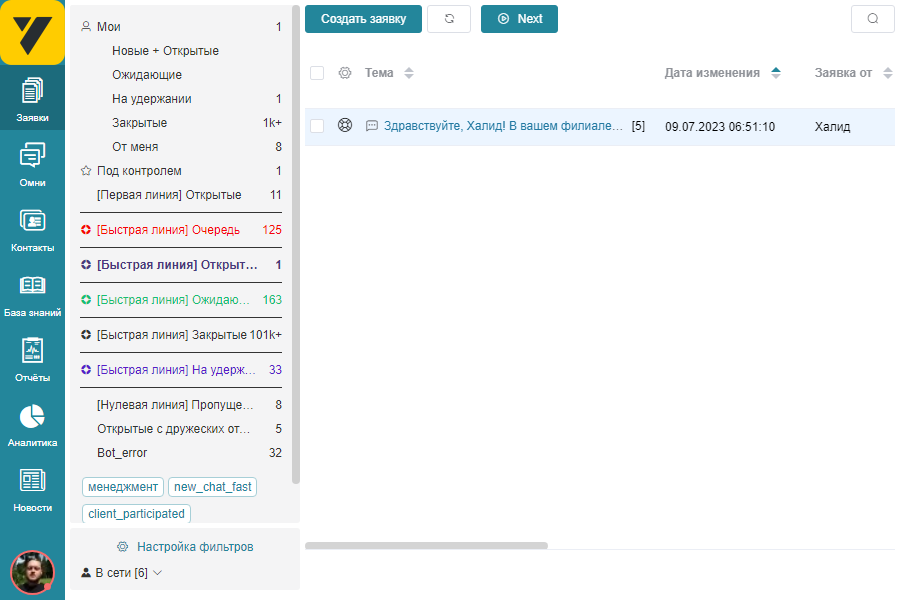 Заявки
Омни
Контакты
База знаний
Отчёты
Аналитика
Новости
Мои 1
Новые + Открытые
Ожидающие
На удержании 1
Закрытые 1k+
От меня 8
Под контролем 1
[Первая линия] Открытые 11
[Быстрая линия] Очередь 125
[Быстрая линия] Открыт... 1
[Быстрая линия] Ожидаю... 163
[Быстрая линия] Закрытые 101k+
[Быстрая линия] На удерж... 33
[Нулевая линия] Пропуще... 8
Открытые с дружеских от... 5
Bot_error 32
менеджмент new_chat_fast
client_participated
Настройка фильтров
В сети [6]
Создать заявку Next
Тема Дата изменения Заявка от
Здравствуйте, Халид! В вашем филиале... [5] 09.07.2023 06:51:10 Халид